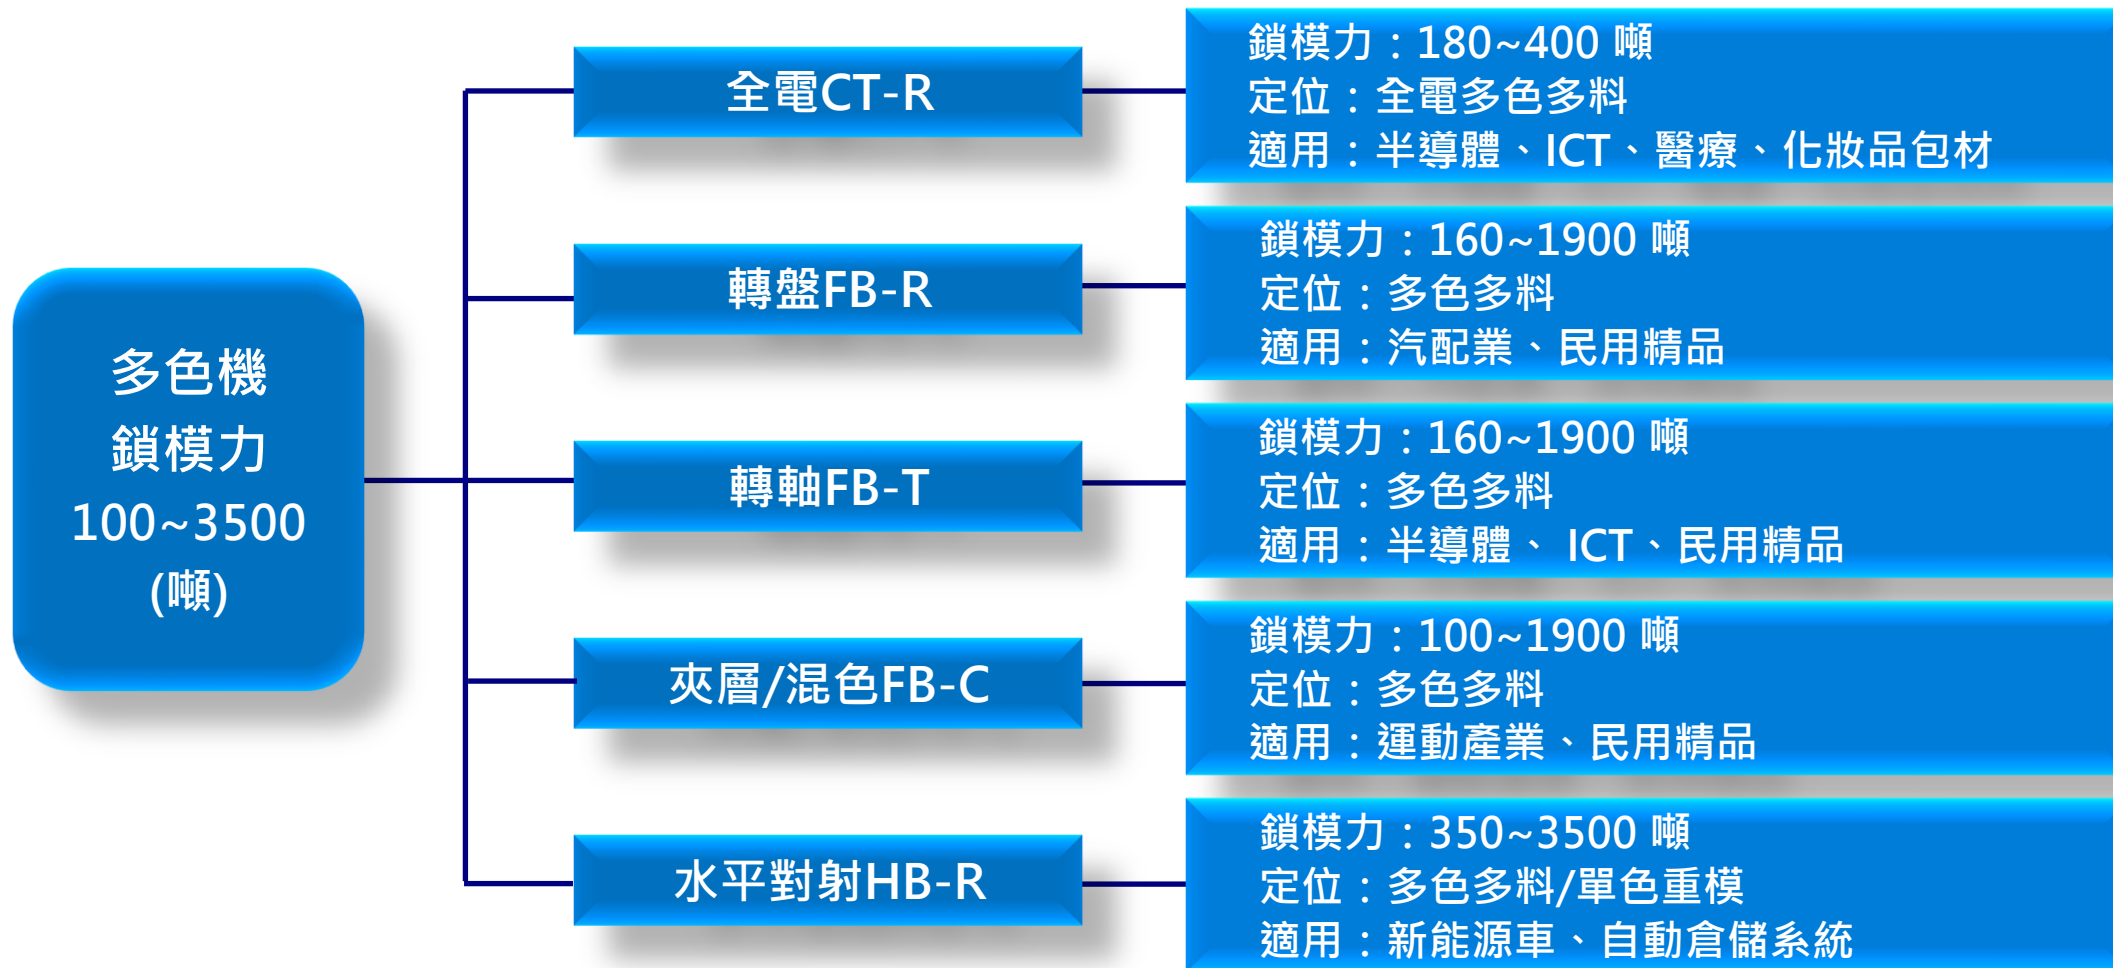 多色機
鎖模力
100~3500
(噸)
全電CT-R
鎖模力：180~400 噸
定位：全電多色多料
適用：半導體、ICT、醫療、化妝品包材
轉盤FB-R
鎖模力：160~1900 噸
定位：多色多料
適用：汽配業、民用精品
轉軸FB-T
鎖模力：160~1900 噸
定位：多色多料
適用：半導體、 ICT、民用精品
夾層/混色FB-C
鎖模力：100~1900 噸
定位：多色多料
適用：運動產業、民用精品
水平對射HB-R
鎖模力：350~3500 噸
定位：多色多料/單色重模
適用：新能源車、自動倉儲系統